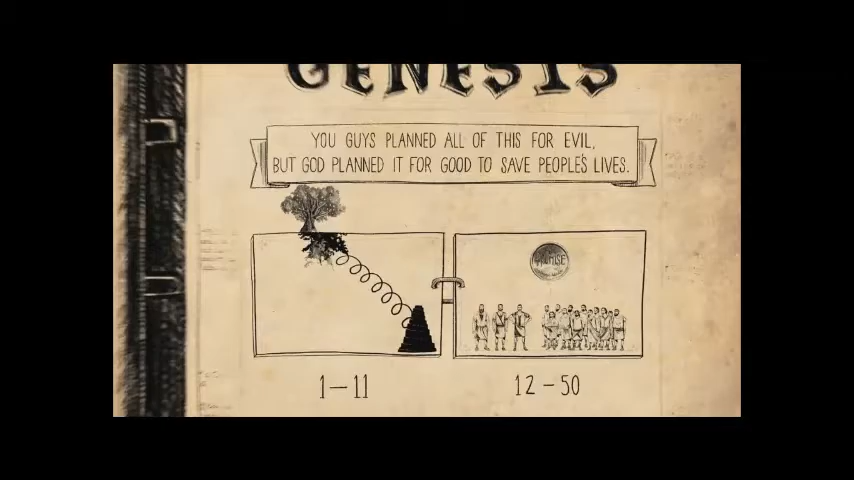 GENESIS
YOU GUYS PLANNED ALL OF THIS FOR EVIL,
BUT GOD PLANNED IT FOR GOOD TO SAVE PEOPLE'S LIVES.
PROMISE
1–11
12–50